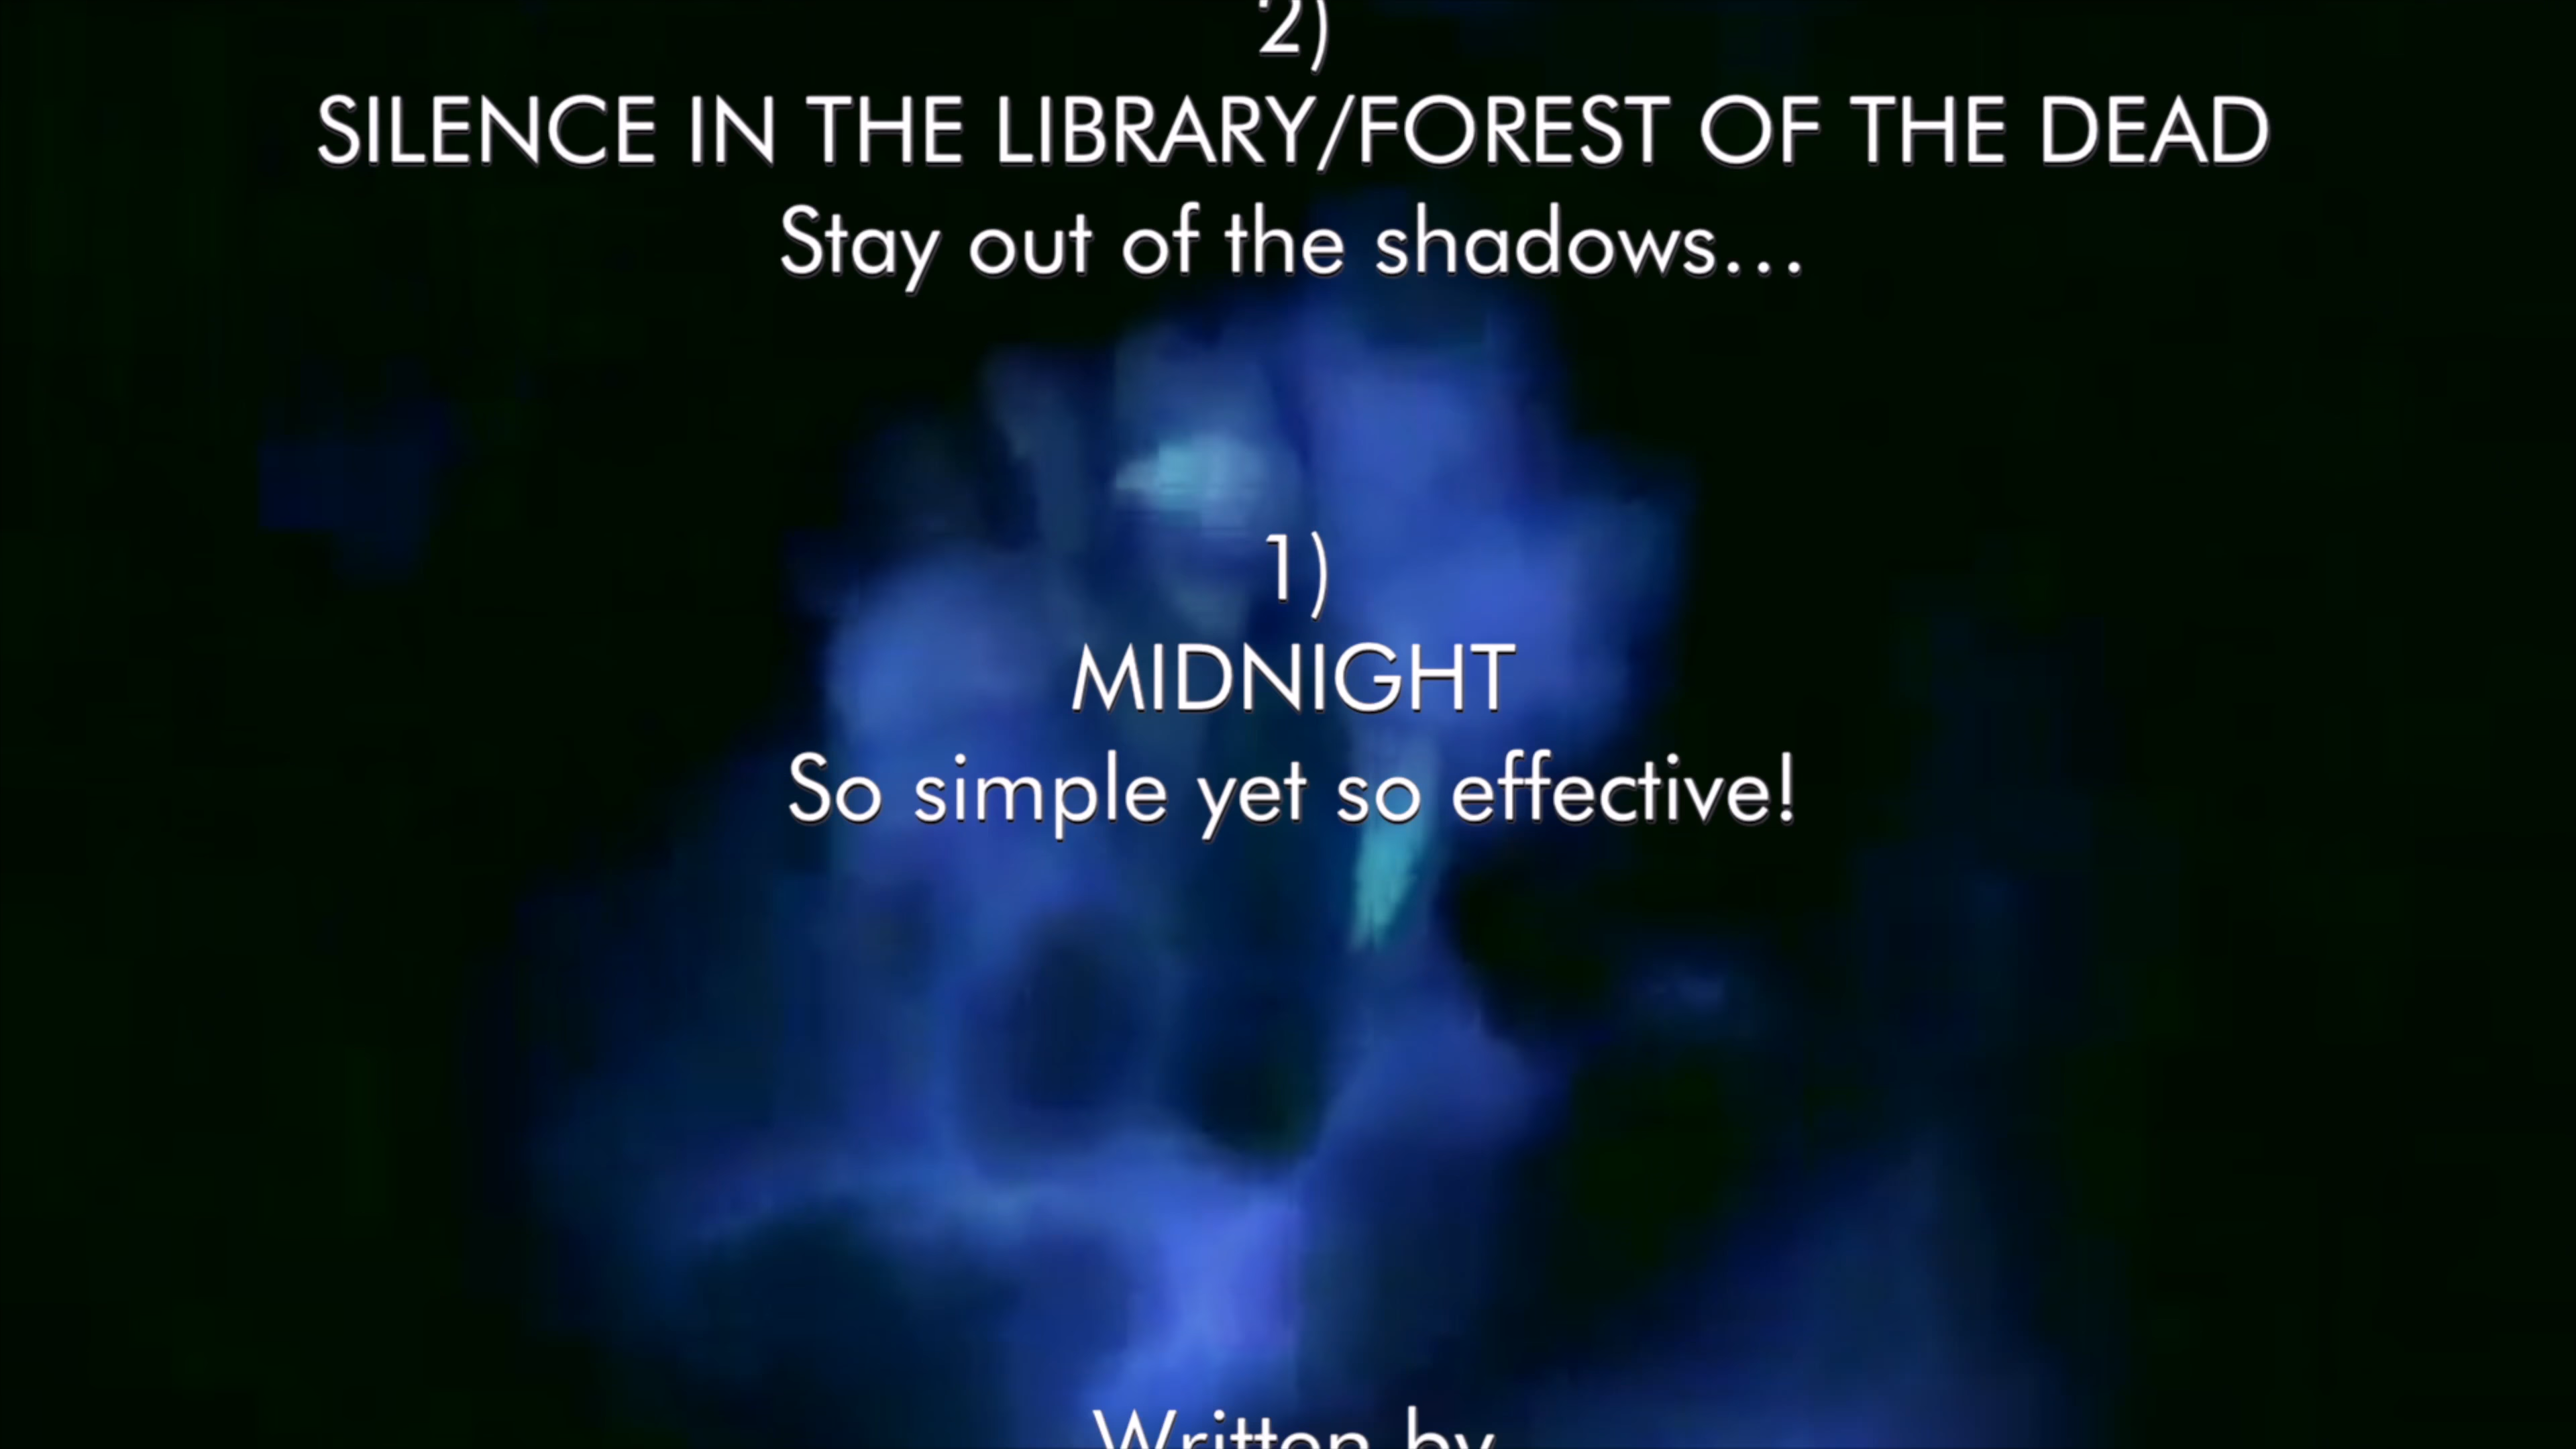 2)
SILENCE IN THE LIBRARY/FOREST OF THE DEAD
Stay out of the shadows...
1)
MIDNIGHT
So simple yet so effective!
Written by